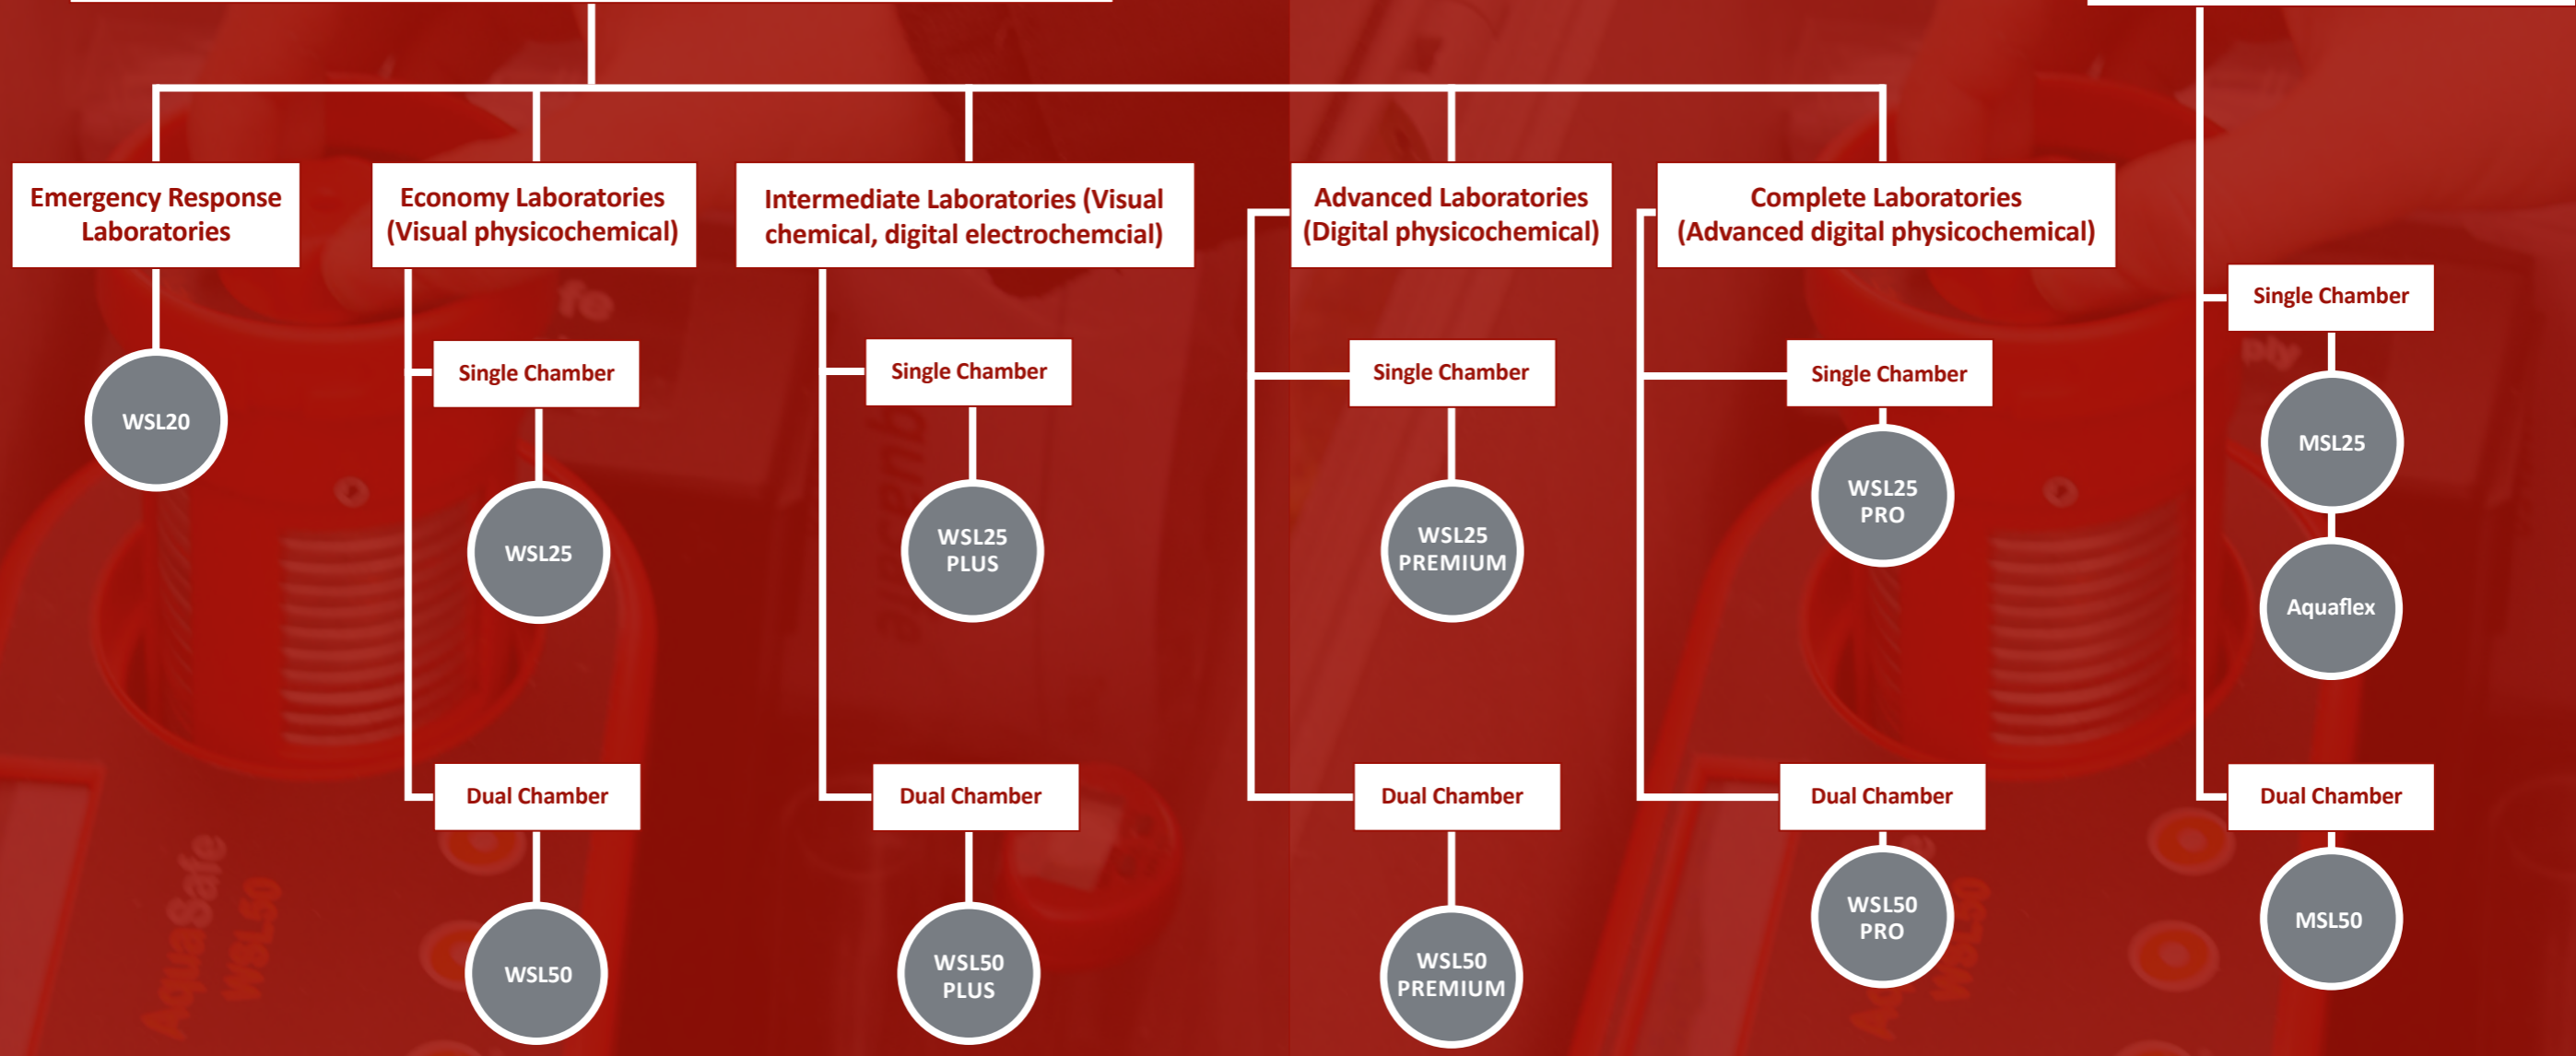 Emergency Response
Laboratories
Economy Laboratories
(Visual physicochemical)
Intermediate Laboratories (Visual
chemical, digital electrochemcial)
Advanced Laboratories
(Digital physicochemical)
Complete Laboratories
(Advanced digital physicochemical)
Single Chamber
MSL25
Aquaflex
Single Chamber
WSL20
WSL25
Single Chamber
WSL25
PLUS
Single Chamber
WSL25
PREMIUM
Single Chamber
WSL25
PRO
Dual Chamber
WSL50
Dual Chamber
WSL50
PLUS
Dual Chamber
WSL50
PREMIUM
Dual Chamber
WSL50
PRO
Dual Chamber
MSL50
AquaSafe
WSL50
WSL50